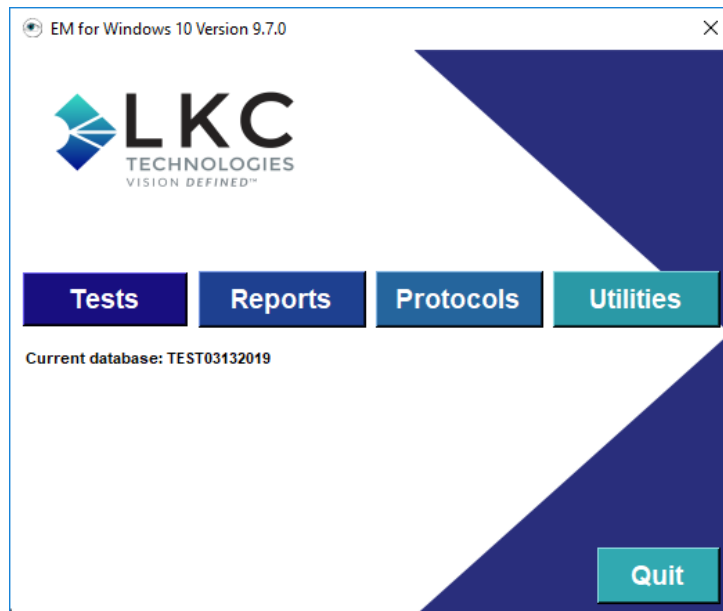 EM for Windows 10 Version 9.7.0
LKC
TECHNOLOGIES
VISION DEFINED™
Tests Reports Protocols Utilities
Current database: TEST03132019
Quit